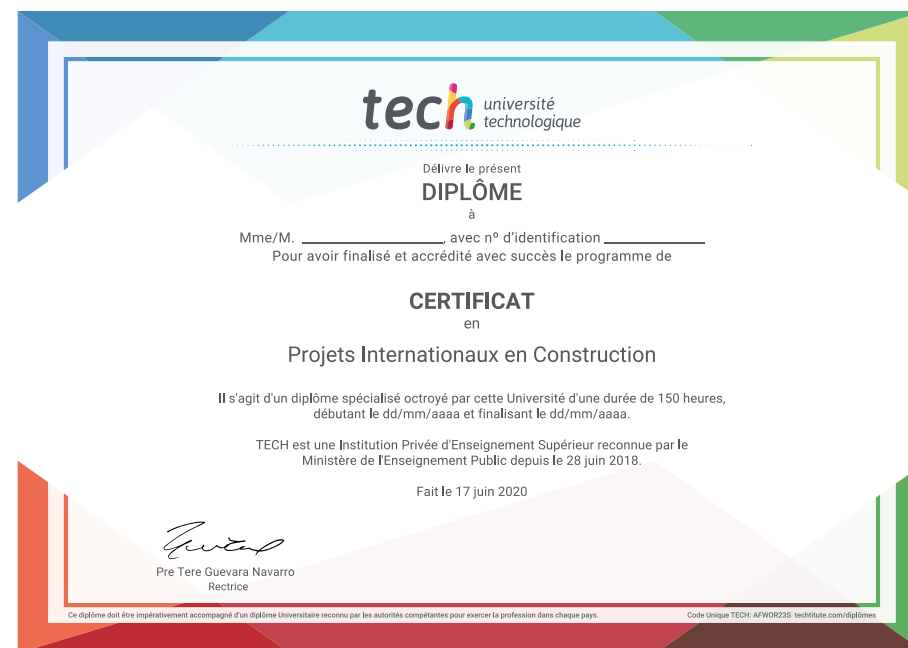 tech université
technologique
Délivre le présent
DIPLÔME
à
Mme/M. ____________________, avec nº d'identification ______________
Pour avoir finalisé et accrédité avec succès le programme de
CERTIFICAT
en
Projets Internationaux en Construction
Il s'agit d'un diplôme spécialisé octroyé par cette Université d'une durée de 150 heures,
débutant le dd/mm/aaaa et finalisant le dd/mm/aaaa.
TECH est une Institution Privée d'Enseignement Supérieur reconnue par le
Ministère de l'Enseignement Public depuis le 28 juin 2018.
Fait le 17 juin 2020
Pre Tere Guevara Navarro
Rectrice
Ce diplôme doit être impérativement accompagné d'un diplôme Universitaire reconnu par les autorités compétantes pour exercer la profession dans chaque pays.
Code Unique TECH: AFWOR23S techtitute.com/diplômes